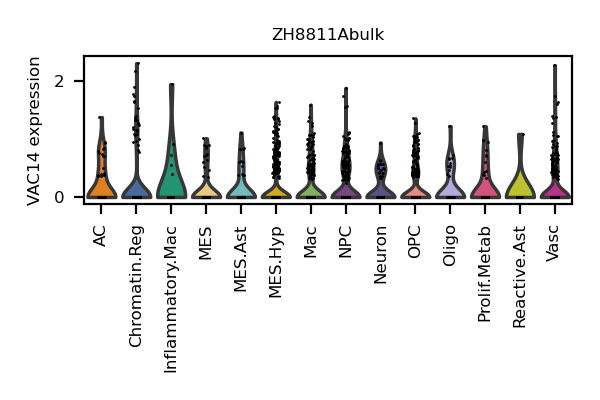 ZH8811Abulk
VAC14 expression
2
0
AC
Chromatin.Reg
Inflammatory.Mac
MES
MES.Ast
MES.Hyp
Mac
NPC
Neuron
OPC
Oligo
Prolif.Metab
Reactive.Ast
Vasc